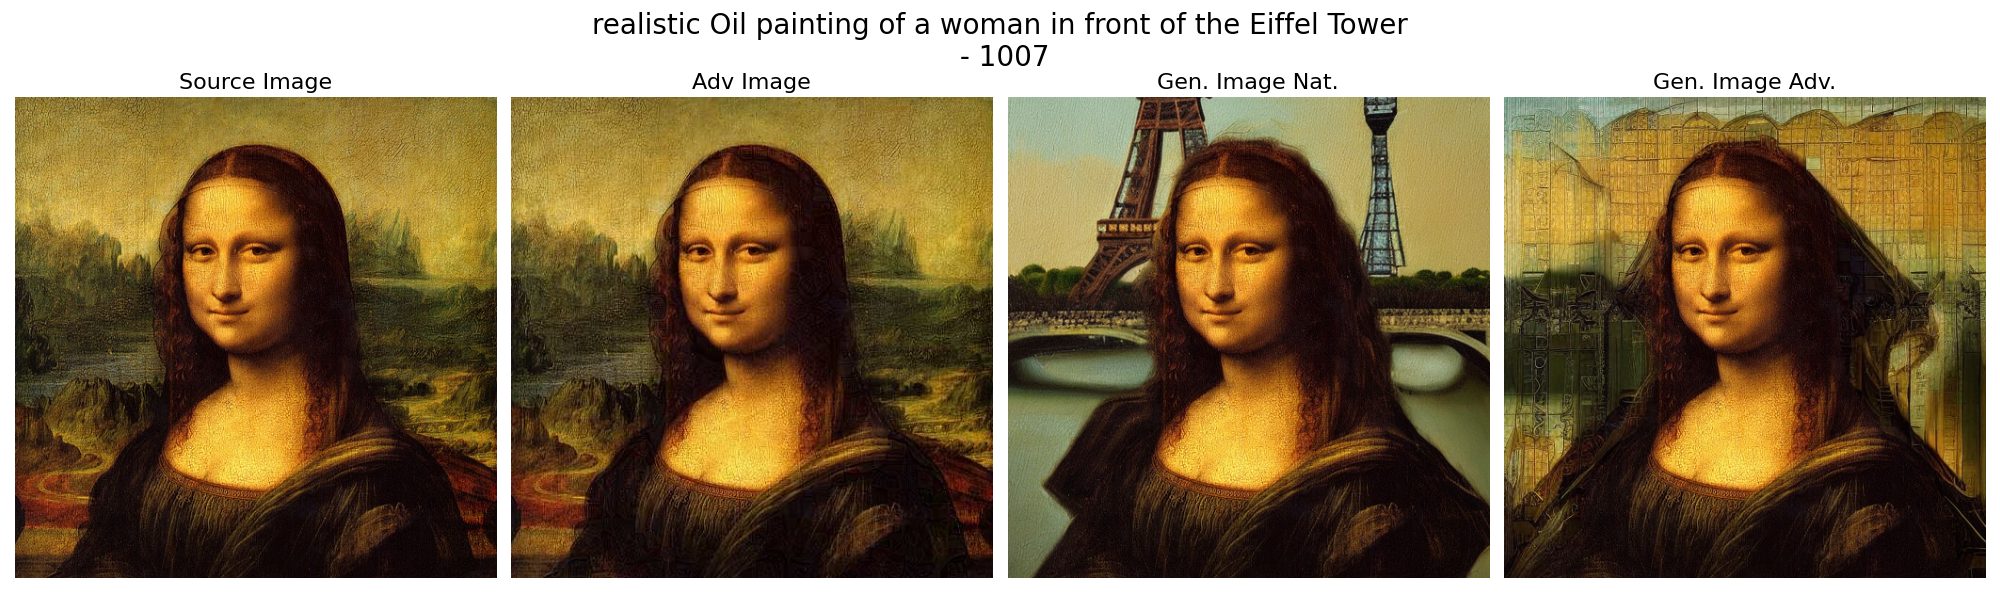 realistic Oil painting of a woman in front of the Eiffel Tower
- 1007
Source Image
Adv Image
Gen. Image Nat.
Gen. Image Adv.